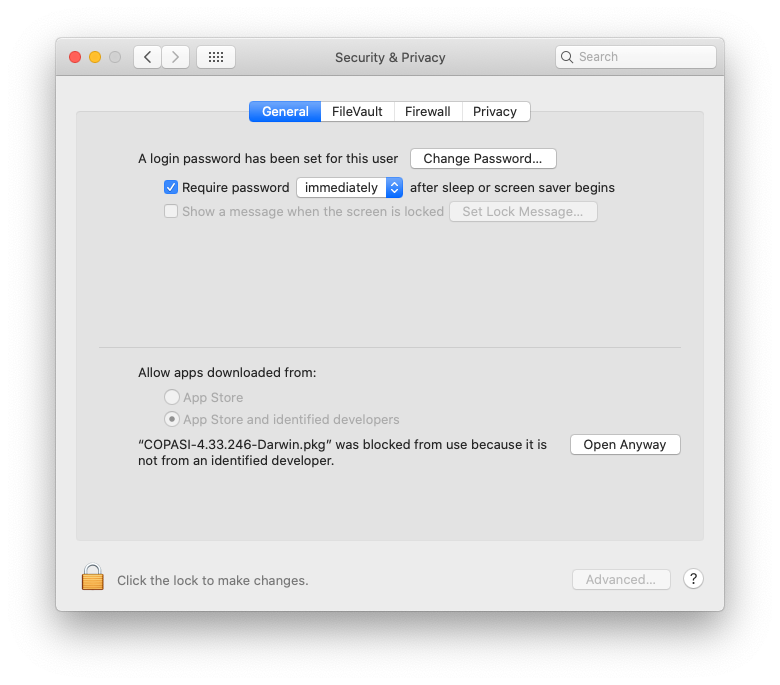 Security & Privacy
Search
General
FileVault
Firewall
Privacy
A login password has been set for this user
Change Password...
Require password
immediately
after sleep or screen saver begins
Show a message when the screen is locked
Set Lock Message...
Allow apps downloaded from:
App Store
App Store and identified developers
“COPASI-4.33.246-Darwin.pkg” was blocked from use because it is
not from an identified developer.
Open Anyway
Click the lock to make changes.
Advanced...
?